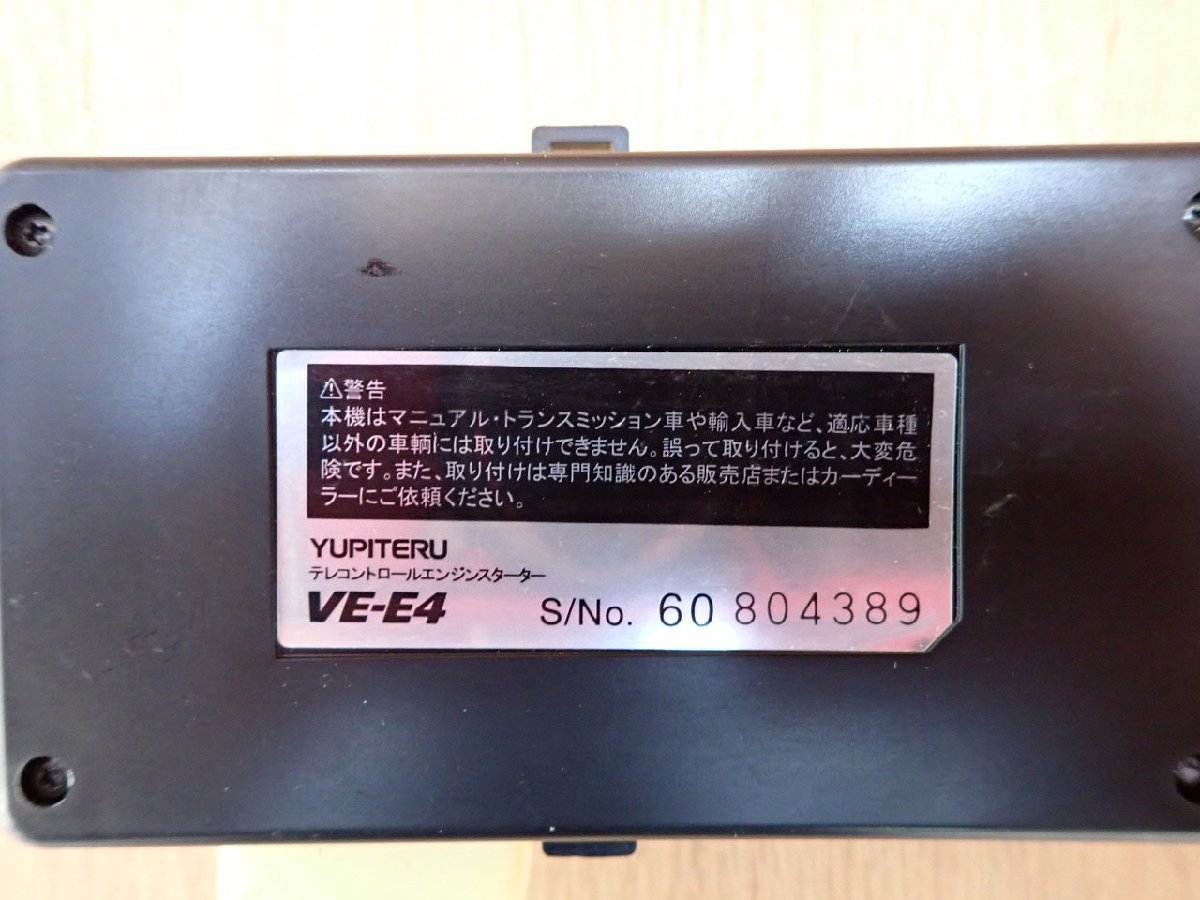 ⚠警告
本機はマニュアル・トランスミッション車や輸入車など、適応車種
以外の車輌には取り付けできません。誤って取り付けると、大変危
険です。また、取り付けは専門知識のある販売店またはカーディー
ラーにご依頼ください。
YUPITERU
テレコントロールエンジンスターター
VE-E4 S/No. 60 804389